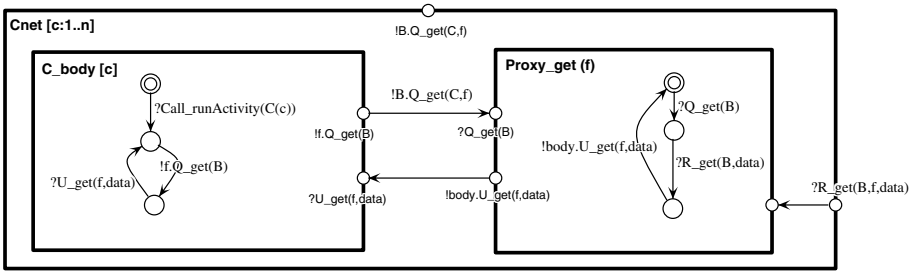 Cnet [c:1..n]
!B.Q_get(C,f)
C_body [c]
?Call_runActivity(C(c))
!f.Q_get(B)
?U_get(f,data)
!B.Q_get(C,f)
!f.Q_get(B)
?Q_get(B)
?U_get(f,data)
!body.U_get(f,data)
Proxy_get (f)
?Q_get(B)
!body.U_get(f,data)
?R_get(B,data)
?R_get(B,f,data)